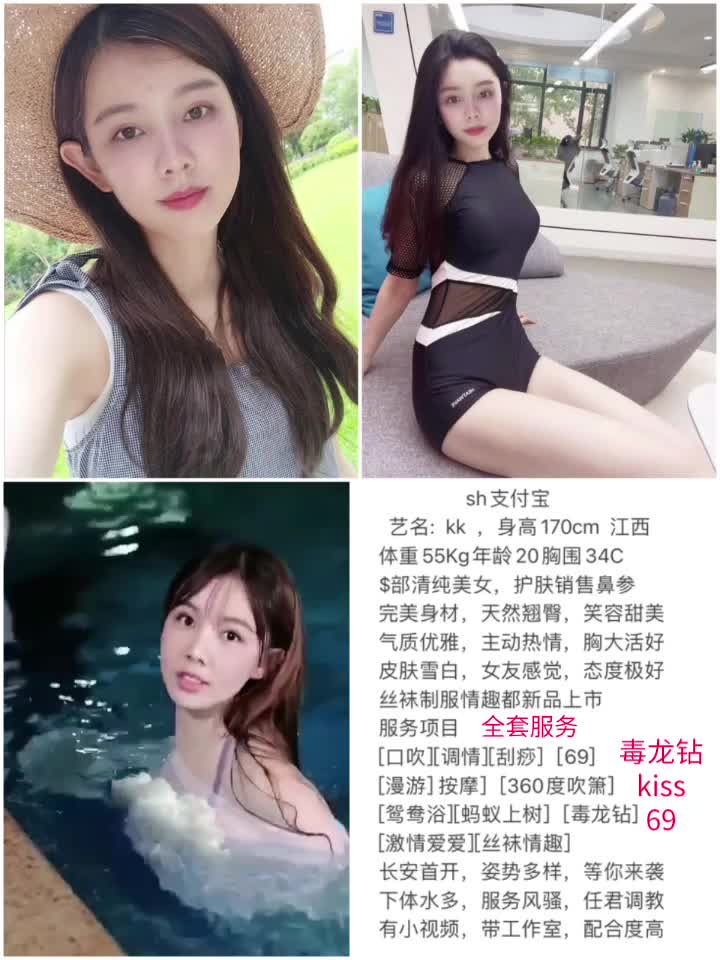 sh支付宝
艺名: kk ，身高170cm 江西
体重55Kg年龄20胸围34C
$部清纯美女，护肤销售鼻参
完美身材，天然翘臀，笑容甜美
气质优雅，主动热情，胸大活好
皮肤雪白，女友感觉，态度极好
丝袜制服情趣都新品上市
服务项目 全套服务
[口吹][调情][刮痧] [69] 毒龙钻
[漫游] 按摩] [360度吹箫] kiss
[鸳鸯浴][蚂蚁上树] [毒龙钻] 69
[激情爱爱][丝袜情趣]
长安首开，姿势多样，等你来袭
下体水多，服务风骚，任君调教
有小视频，带工作室，配合度高